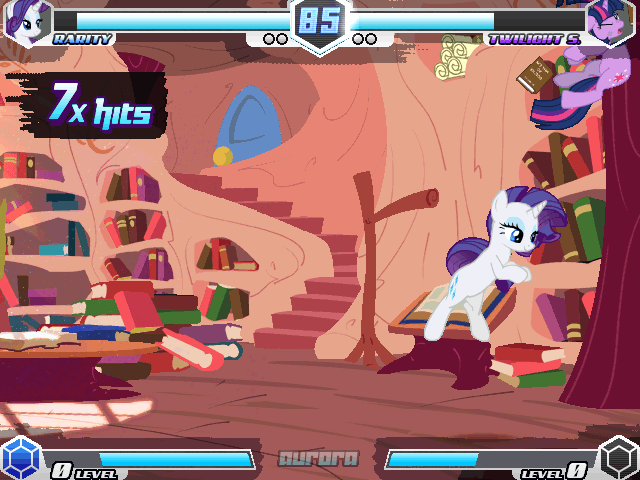 85
RARITY
TWILIGHT S.
7x hits
0 LEVEL
aurora
LEVEL 0